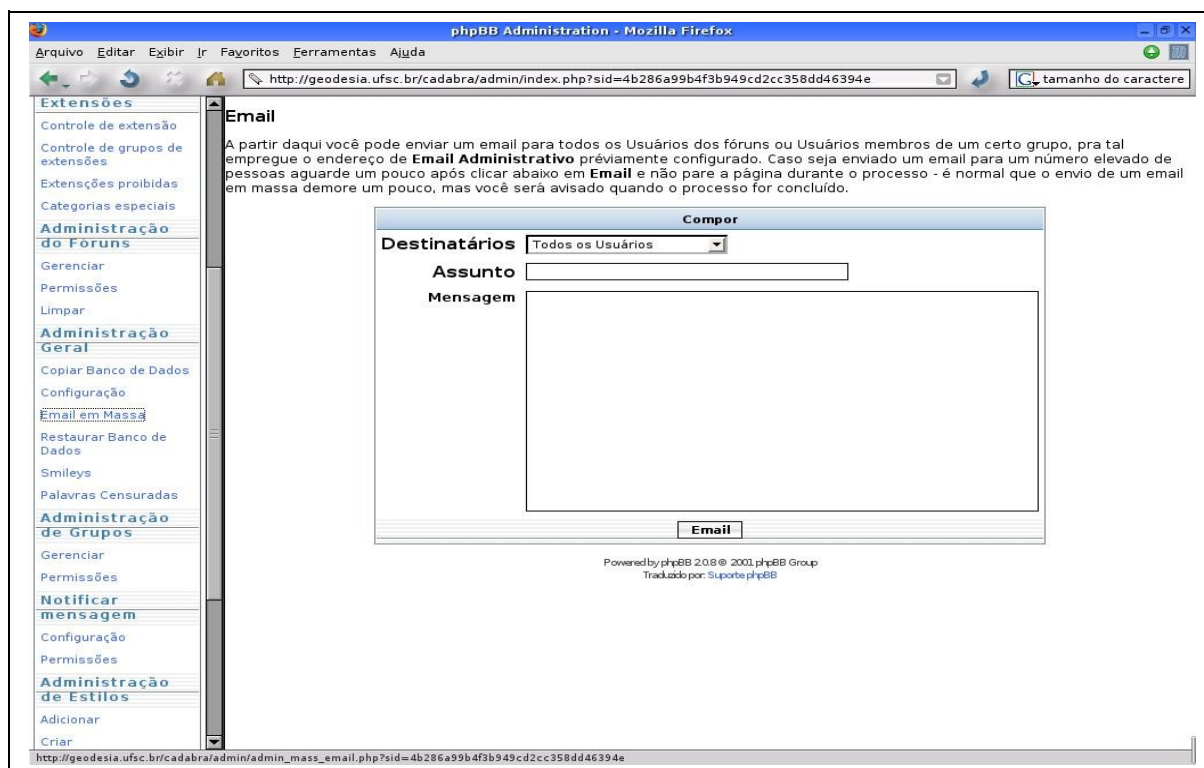 phpBB Administration - Mozilla Firefox
Arquivo Editar Exibir Ir Favoritos Ferramentas Ajuda
http://geodesia.ufsc.br/cadabra/admin/index.php?sid=4b286a99b4f3b949cd2cc358dd46394e
G tamanho do caractere
Extensões
Controle de extensão
Controle de grupos de
extensões
Extensções proibidas
Categorias especiais
Administração
do Fóruns
Gerenciar
Permissões
Limpar
Administração
Geral
Copiar Banco de Dados
Configuração
Email em Massa
Restaurar Banco de
Dados
Smileys
Palavras Censuradas
Administração
de Grupos
Gerenciar
Permissões
Notificar
mensagem
Configuração
Permissões
Administração
de Estilos
Adicionar
Criar
Email
A partir daqui você pode enviar um email para todos os Usuários dos fóruns ou Usuários membros de um certo grupo, pra tal
empregue o endereço de Email Administrativo préviamente configurado. Caso seja enviado um email para um número elevado de
pessoas aguarde um pouco após clicar abaixo em Email e não pare a página durante o processo - é normal que o envio de um email
em massa demore um pouco, mas você será avisado quando o processo for concluído.
Compor
Destinatários Todos os Usuários
Assunto
Mensagem
Email
Powered by phpBB 2.0.8 © 2001 phpBB Group
Traduzido por: Suporte phpBB
http://geodesia.ufsc.br/cadabra/admin/admin_mass_email.php?sid=4b286a99b4f3b949cd2cc358dd46394e